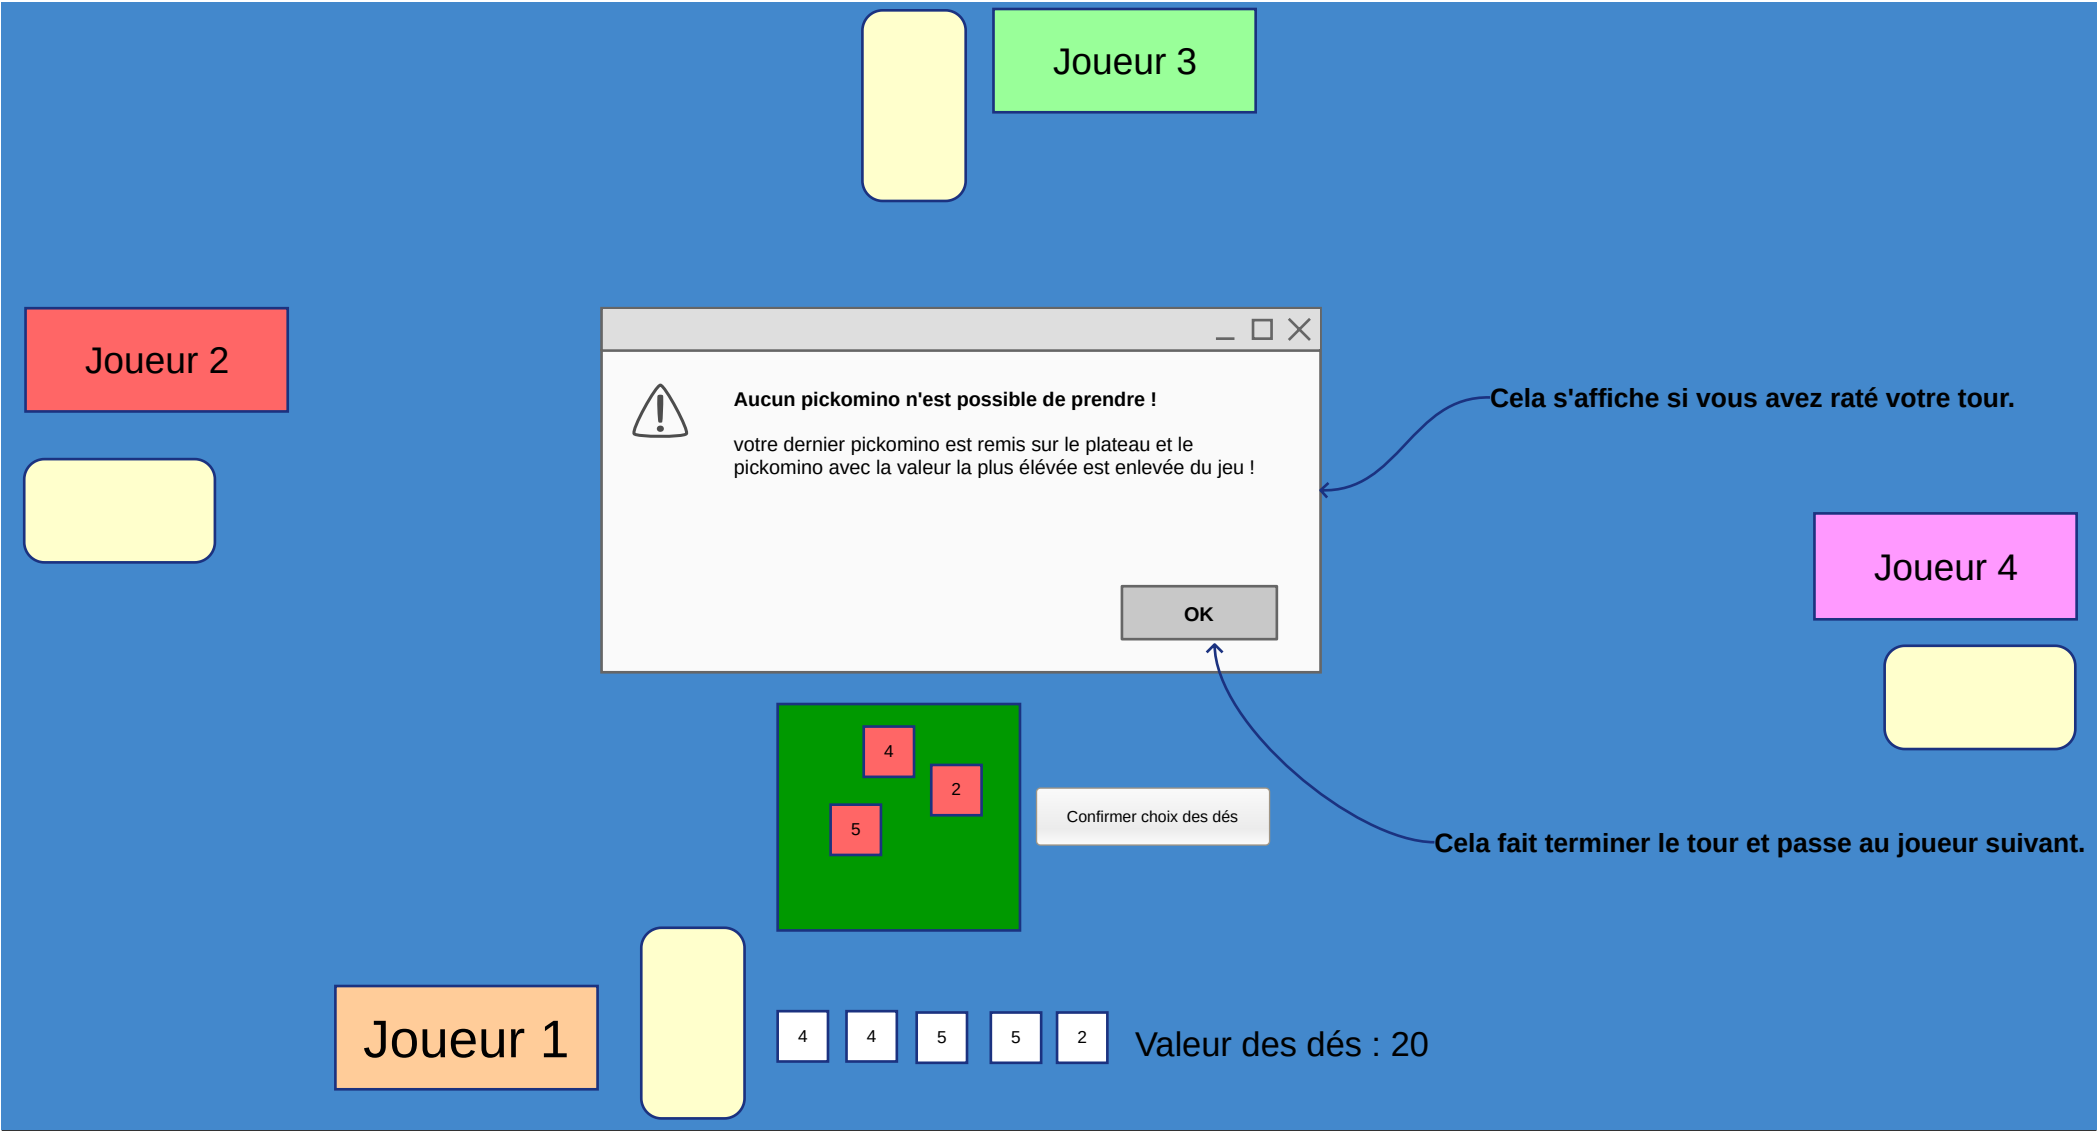 Joueur 3
Joueur 2
Aucun pickomino n'est possible de prendre !
votre dernier pickomino est remis sur le plateau et le
pickomino avec la valeur la plus élévée est enlevée du jeu !
OK
Cela s'affiche si vous avez raté votre tour.
Joueur 4
4
2
5
Confirmer choix des dés
Cela fait terminer le tour et passe au joueur suivant.
Joueur 1
4 4 5 5 2 Valeur des dés : 20